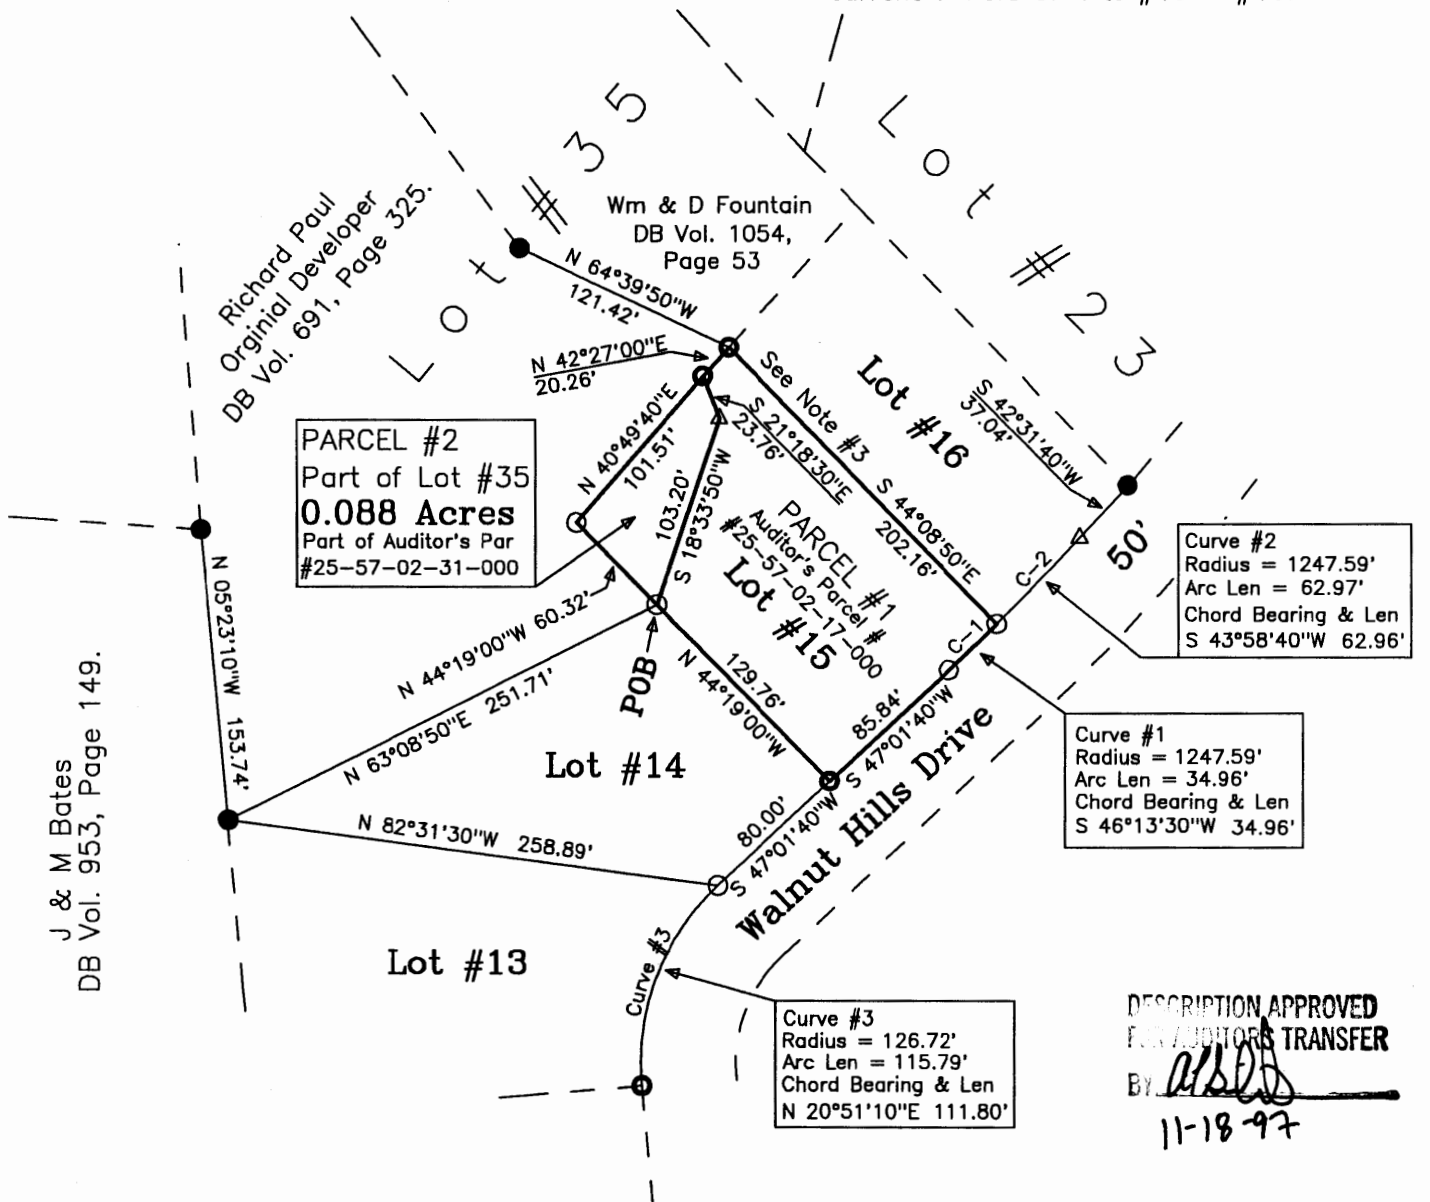 Lot #35
Lot #23
Richard Paul
Orginial Developer
DB Vol. 691, Page 325.
Wm & D Fountain
DB Vol. 1054,
Page 53
N 64°39'50"W
121.42'
N 42°27'00"E
20.26'
See Note #3
S 44°08'50"E
202.16'
Lot #16
S 42°31'40"W
37.04'
N 40°49'40"E
101.51'
S 21°18'30"E
23.76'
103.20'
S 18°33'50"W
PARCEL #2
Part of Lot #35
0.088 Acres
Part of Auditor's Par
#25-57-02-31-000
PARCEL #1
Auditor's Parcel #
#25-57-02-17-000
Lot #15
50'
C-2
C-1
Curve #2
Radius = 1247.59'
Arc Len = 62.97'
Chord Bearing & Len
S 43°58'40"W 62.96'
N 05°23'10"W 153.74'
N 44°19'00"W 60.32'
N 63°08'50"E 251.71'
POB
129.76'
N 44°19'00"W
85.84'
S 47°01'40"W
Curve #1
Radius = 1247.59'
Arc Len = 34.96'
Chord Bearing & Len
S 46°13'30"W 34.96'
J & M Bates
DB Vol. 953, Page 149.
Lot #14
N 82°31'30"W 258.89'
80.00'
S 47°01'40"W
Walnut Hills Drive
Lot #13
Curve #3
Curve #3
Radius = 126.72'
Arc Len = 115.79'
Chord Bearing & Len
N 20°51'10"E 111.80'
DESCRIPTION APPROVED
FOR AUDITORS TRANSFER
BY
11-18-97